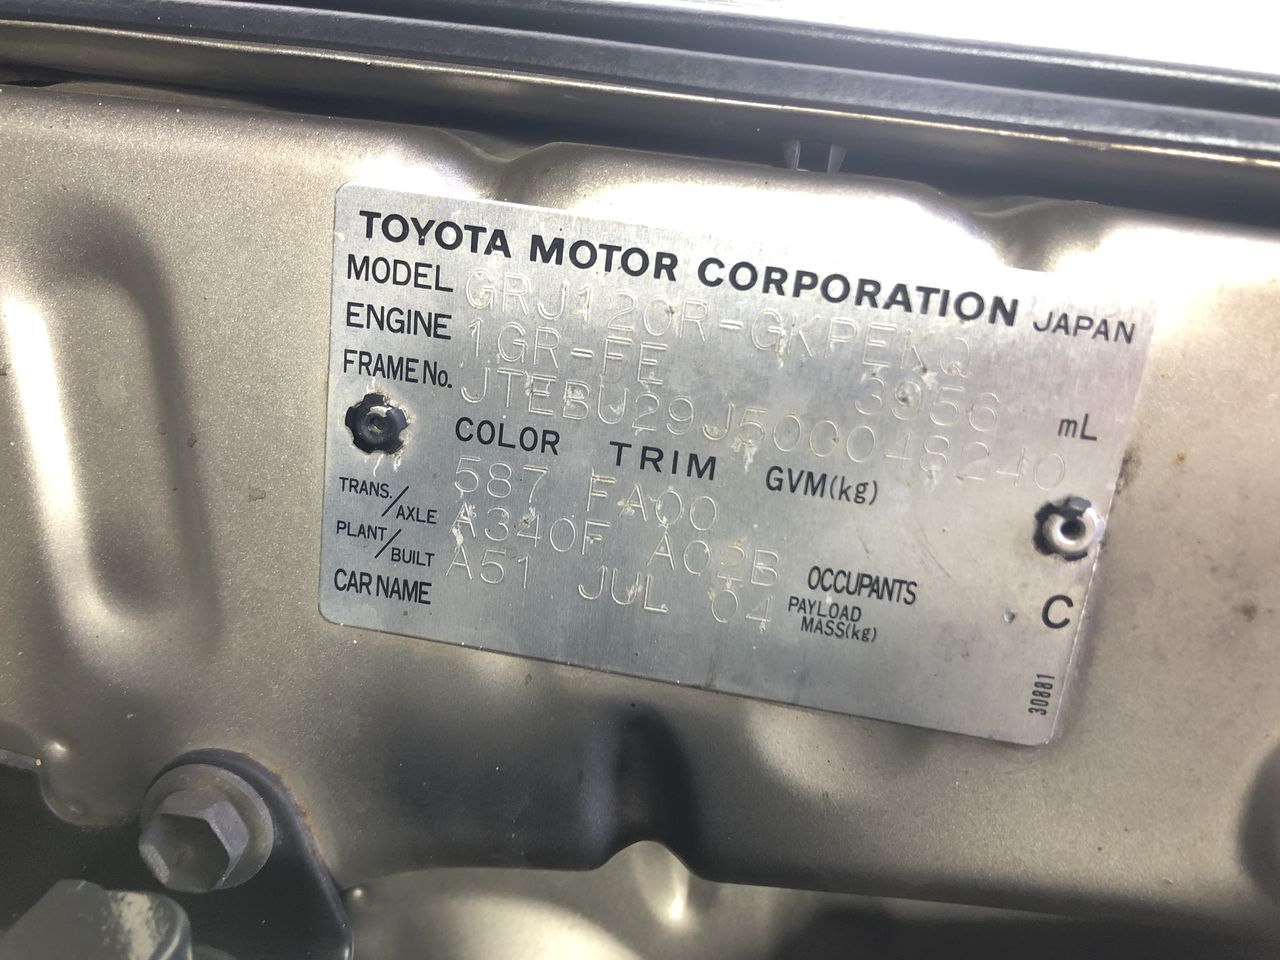 TOYOTA MOTOR CORPORATION JAPAN
MODEL GRJ120R-GKPEKQ
ENGINE 1GR-FE 3956 mL
FRAME No. JTEBU29J500048240
COLOR TRIM GVM(kg)
587 FA00
TRANS./AXLE A340F A02B
PLANT/BUILT A51 JUL 04
OCCUPANTS
CAR NAME
PAYLOAD MASS(kg)
C
30881